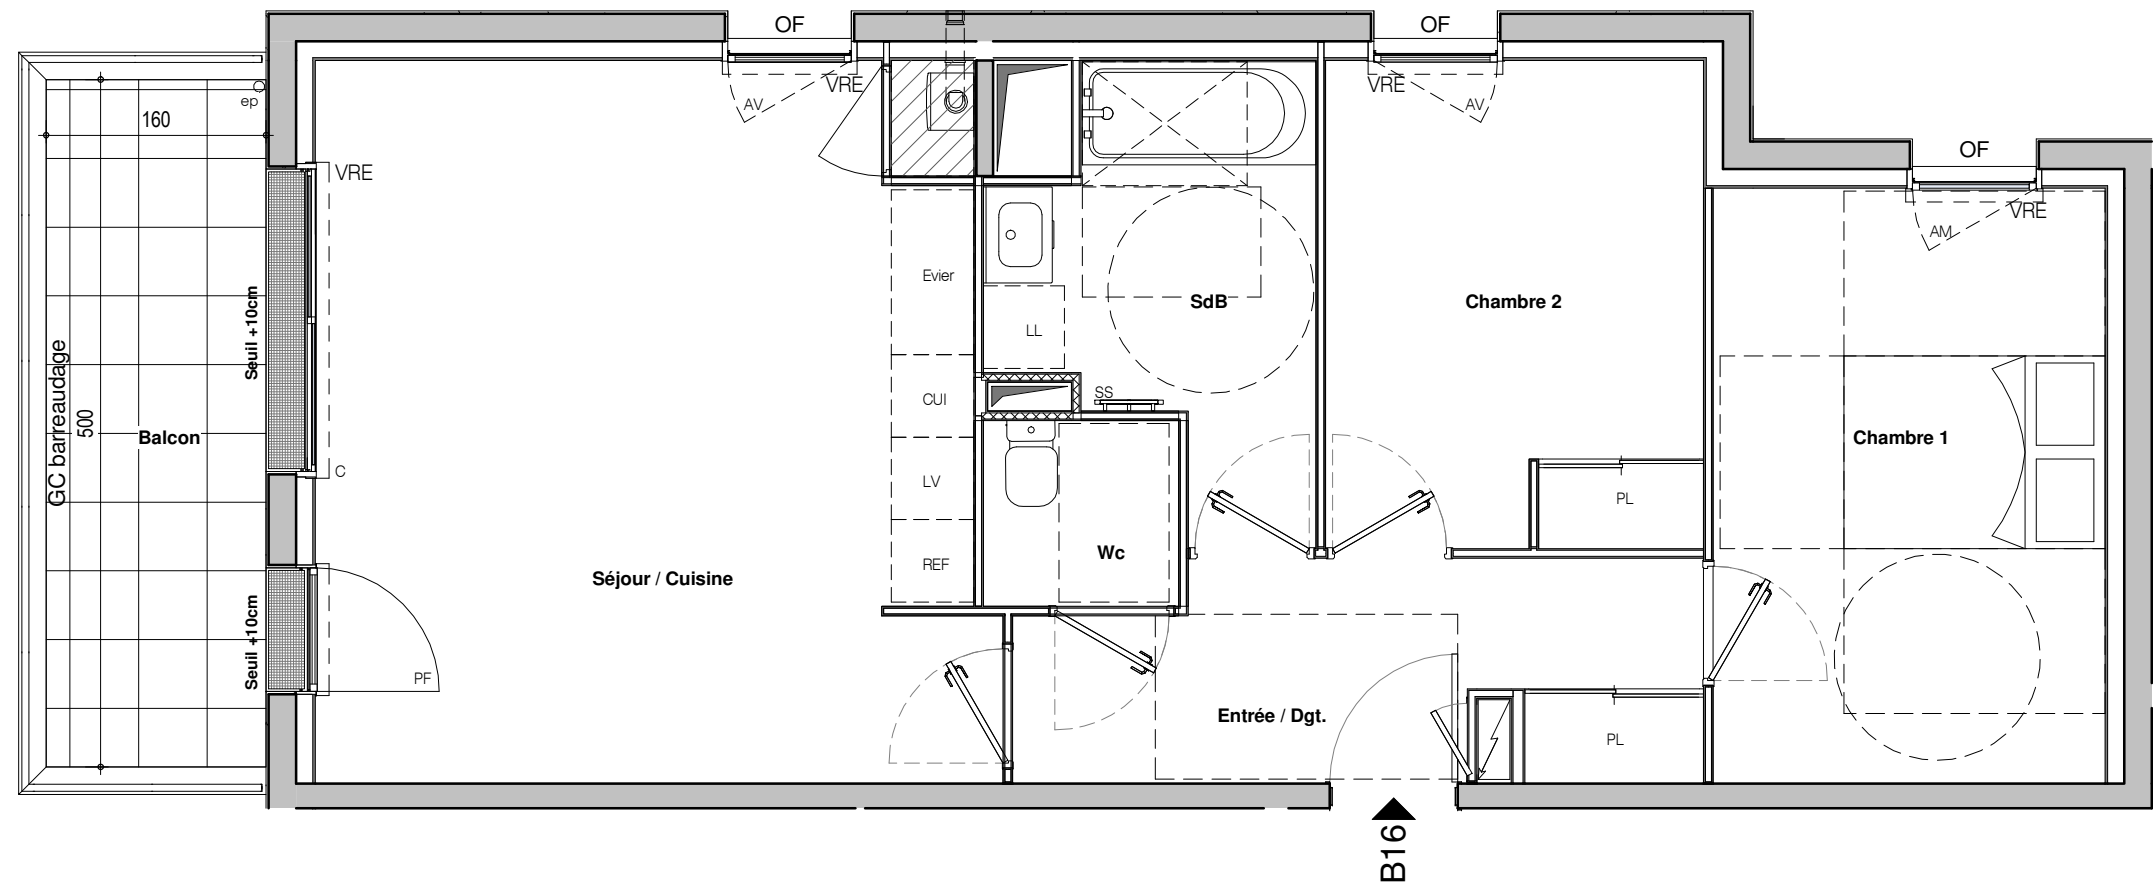 OF
OF
OF
VRE
VRE
VRE
VRE
AV
AV
AM
ep
160
500
GC barreaudage
Balcon
Seuil +10cm
Seuil +10cm
C
PF
Séjour / Cuisine
Evier
CUI
LV
REF
LL
SS
SdB
Wc
Chambre 2
PL
Chambre 1
Entrée / Dgt.
PL
B16